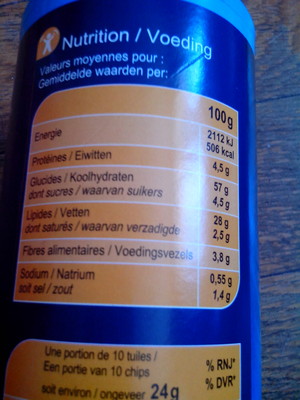 Nutrition / Voeding
Valeurs moyennes pour :
Gemiddelde waarden per:
100g
Energie
2112 kJ
506 kcal
Protéines / Eiwitten
4,5 g
Glucides / Koolhydraten
57 g
dont sucres / waarvan suikers
4,5 g
Lipides / Vetten
28 g
dont saturés / waarvan verzadigde
2,5 g
Fibres alimentaires / Voedingsvezels
3,8 g
Sodium / Natrium
0,55 g
soit sel / zout
1,4 g
Une portion de 10 tuiles /
Een portie van 10 chips
% RNJ*
% DVR*
soit environ / ongeveer 24g